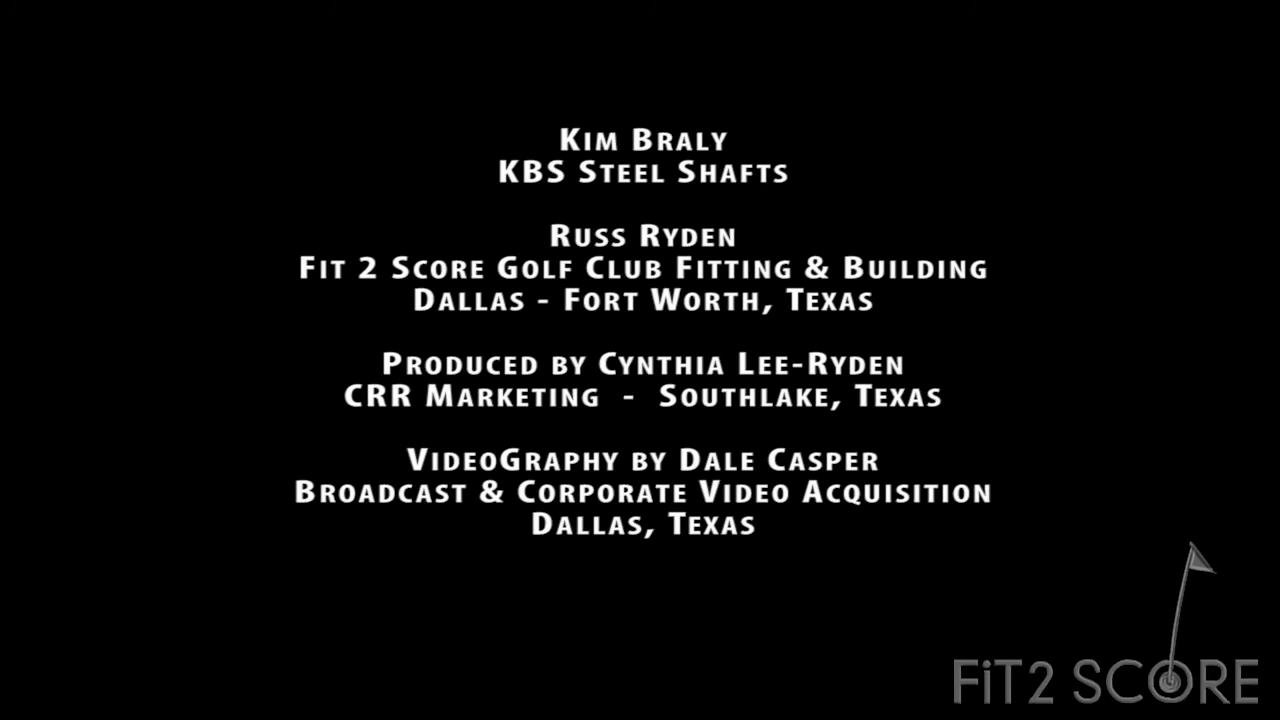 Kim Braly
KBS Steel Shafts
Russ Ryden
Fit 2 Score Golf Club Fitting & Building
Dallas - Fort Worth, Texas
Produced by Cynthia Lee-Ryden
CRR Marketing - Southlake, Texas
VideoGraphy by Dale Casper
Broadcast & Corporate Video Acquisition
Dallas, Texas
FiT2 SCORE